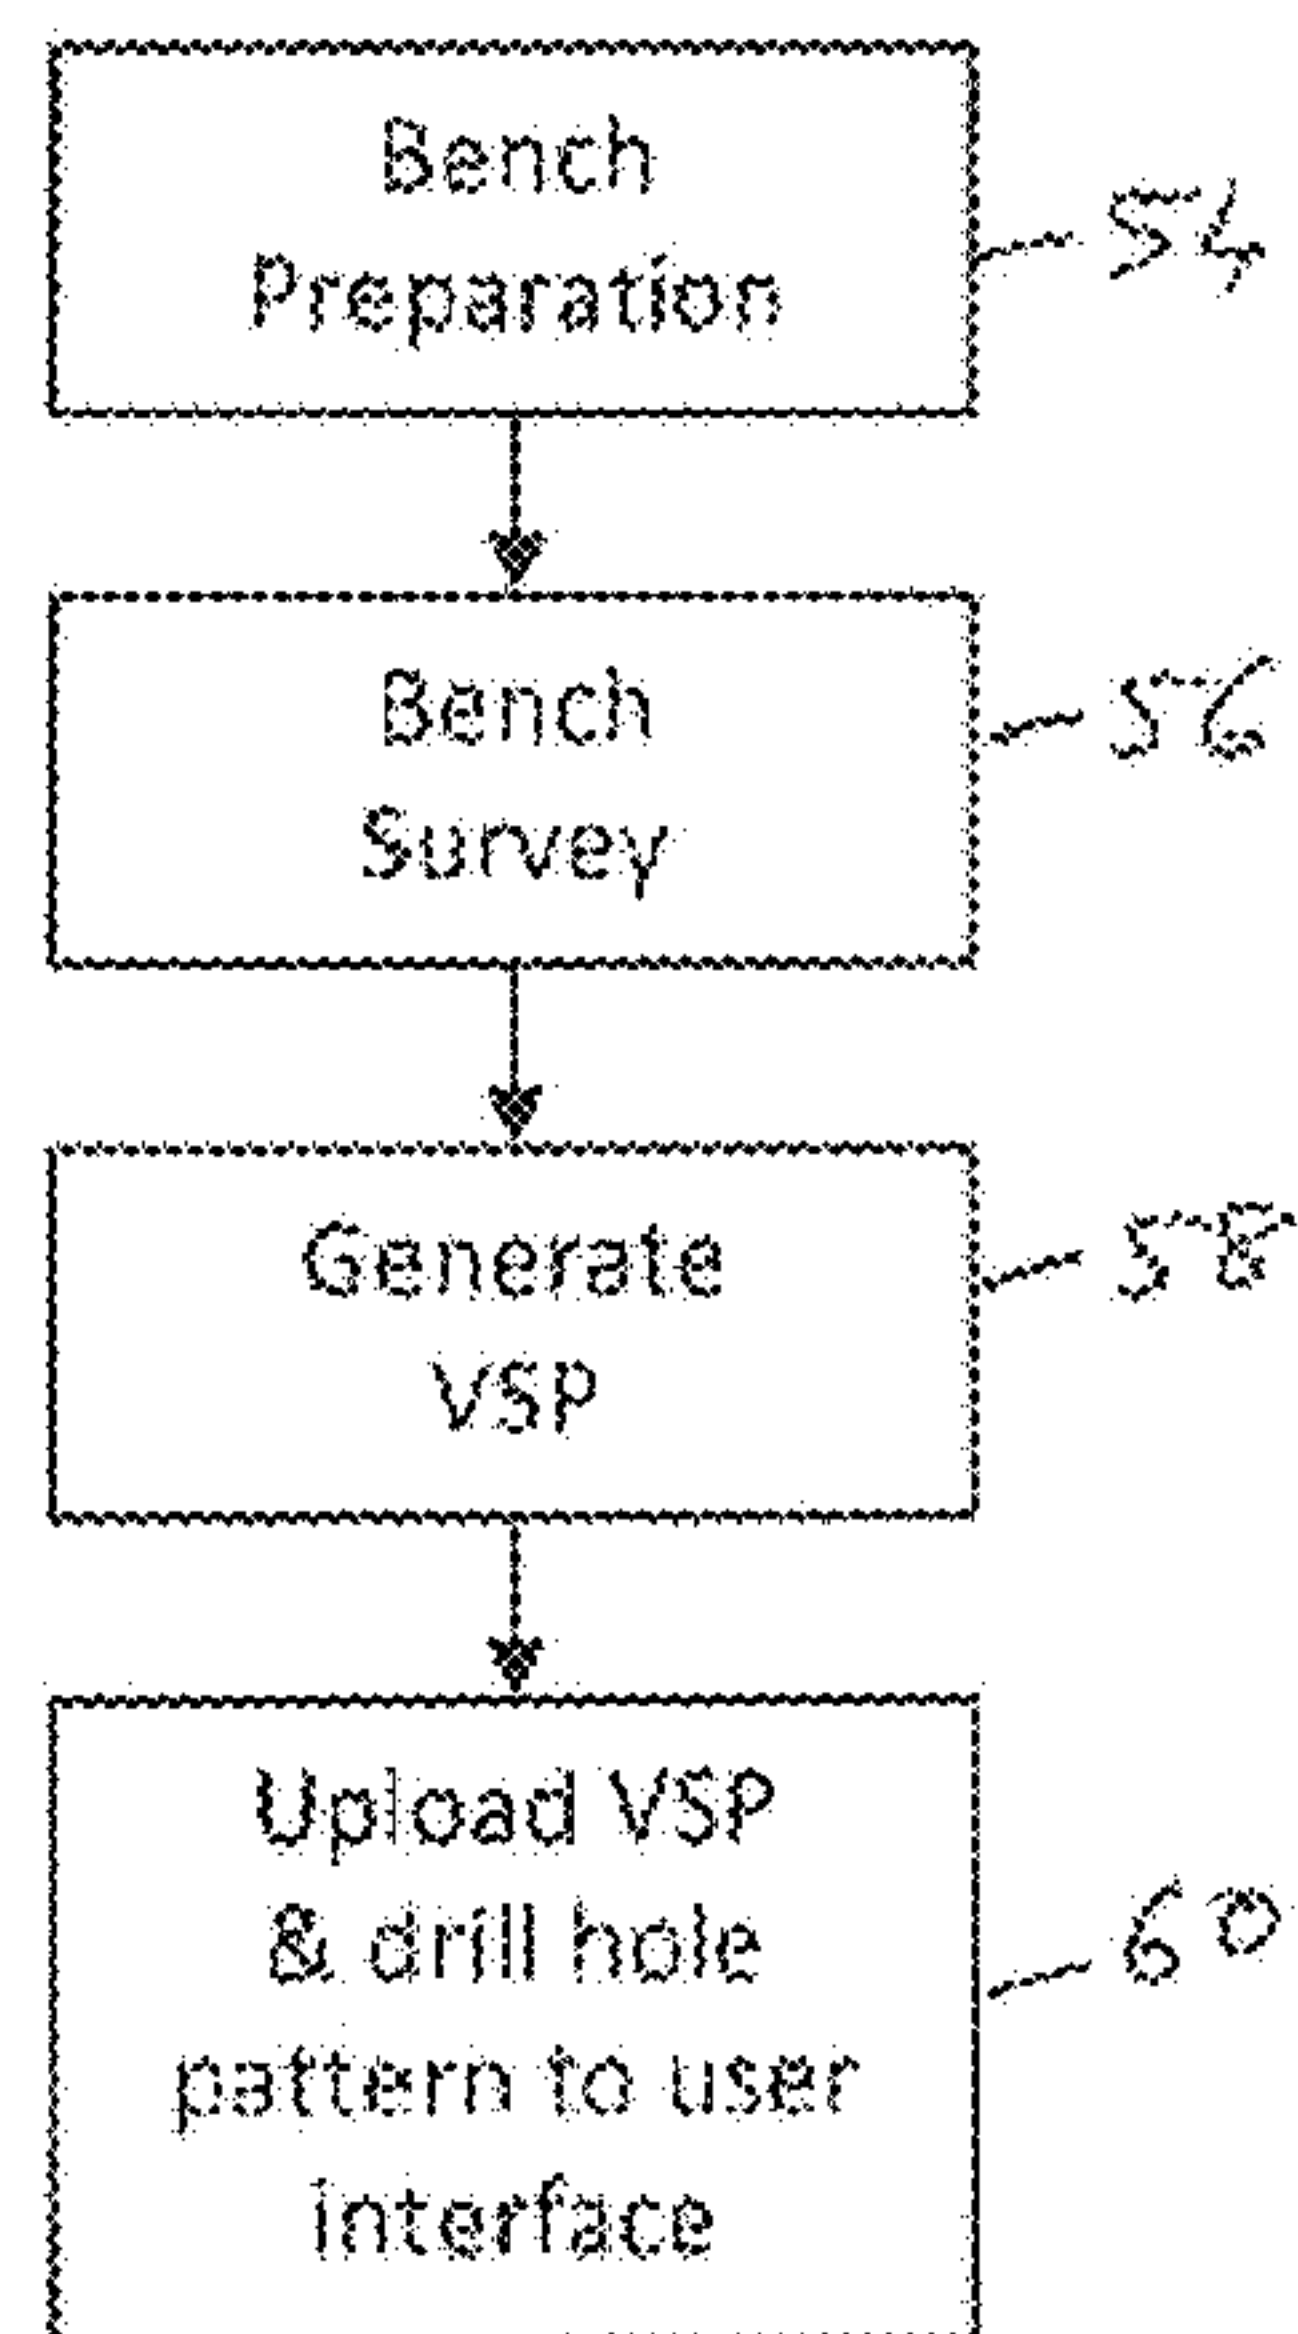 Bench
Preparation
54
Bench
Survey
56
Generate
VSP
58
Upload VSP
& drill hole
pattern to user
interface
60